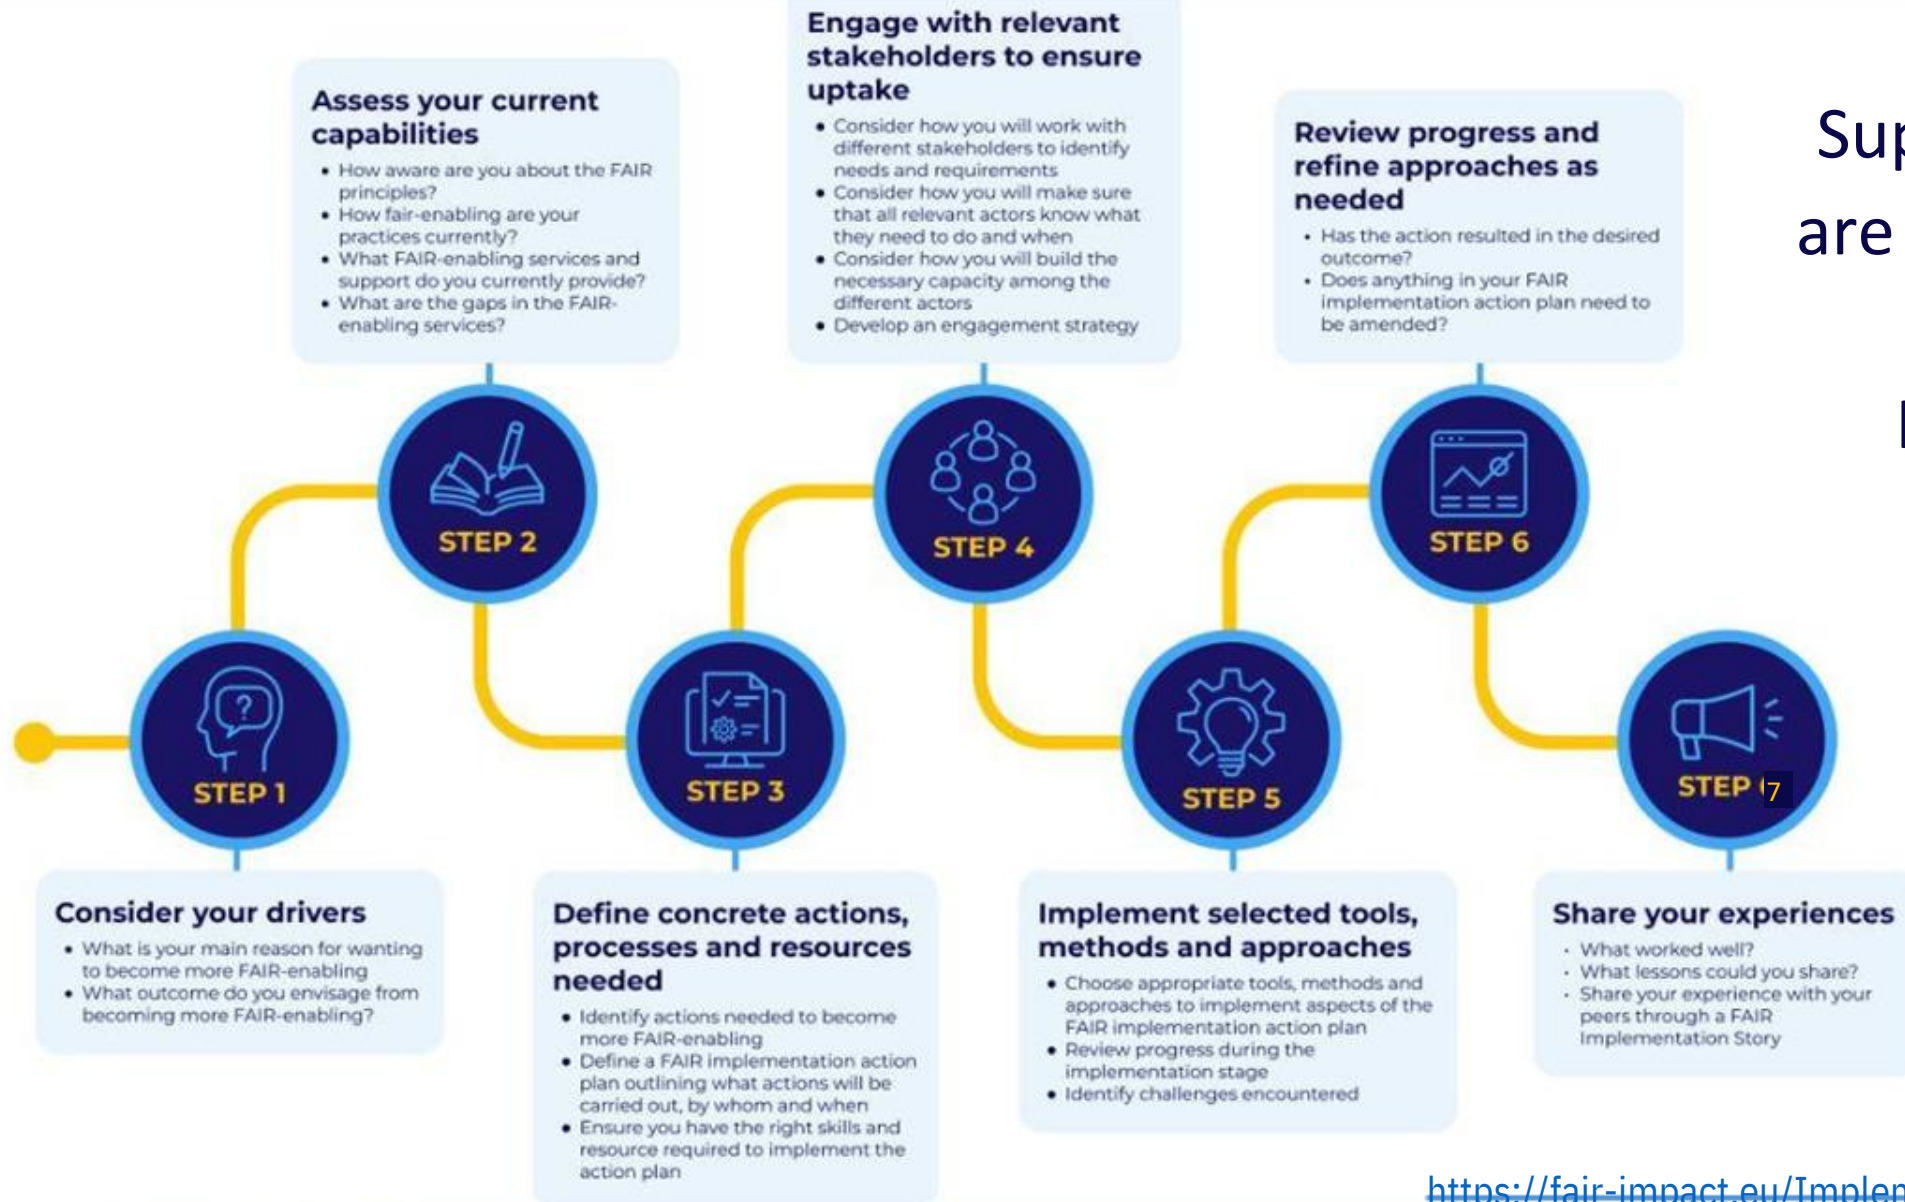 Assess your current
capabilities
• How aware are you about the FAIR
principles?
• How fair-enabling are your
practices currently?
• What FAIR-enabling services and
support do you currently provide?
• What are the gaps in the FAIR-
enabling services?
Engage with relevant
stakeholders to ensure
uptake
• Consider how you will work with
different stakeholders to identify
needs and requirements
• Consider how you will make sure
that all relevant actors know what
they need to do and when
• Consider how you will build the
necessary capacity among the
different actors
• Develop an engagement strategy
Review progress and
refine approaches as
needed
• Has the action resulted in the desired
outcome?
• Does anything in your FAIR
implementation action plan need to
be amended?
Sup
are
STEP 2
STEP 4
STEP 6
STEP 1
STEP 3
STEP 5
STEP 7
Consider your drivers
• What is your main reason for wanting
to become more FAIR-enabling
• What outcome do you envisage from
becoming more FAIR-enabling?
Define concrete actions,
processes and resources
needed
• Identify actions needed to become
more FAIR-enabling
• Define a FAIR implementation action
plan outlining what actions will be
carried out, by whom and when
• Ensure you have the right skills and
resource required to implement the
action plan
Implement selected tools,
methods and approaches
• Choose appropriate tools, methods and
approaches to implement aspects of the
FAIR implementation action plan
• Review progress during the
implementation stage
• Identify challenges encountered
Share your experiences
• What worked well?
• What lessons could you share?
• Share your experience with your
peers through a FAIR
Implementation Story
https://fair-impact.eu/Implem